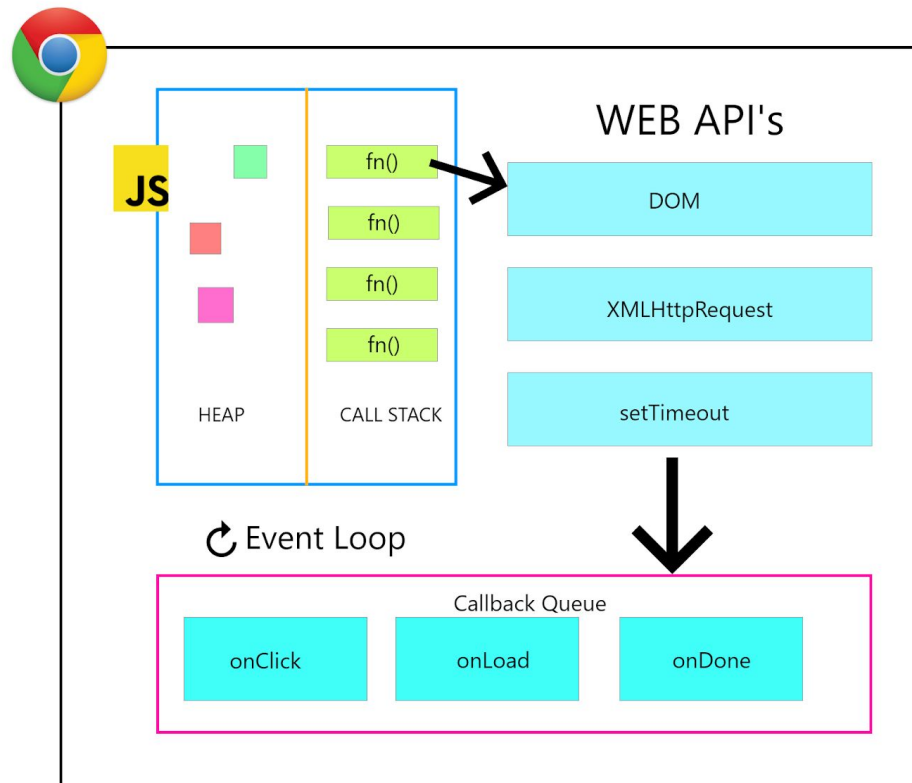 WEB API's
JS
fn()
DOM
fn()
fn()
XMLHttpRequest
fn()
HEAP
CALL STACK
setTimeout
Event Loop
Callback Queue
onClick
onLoad
onDone